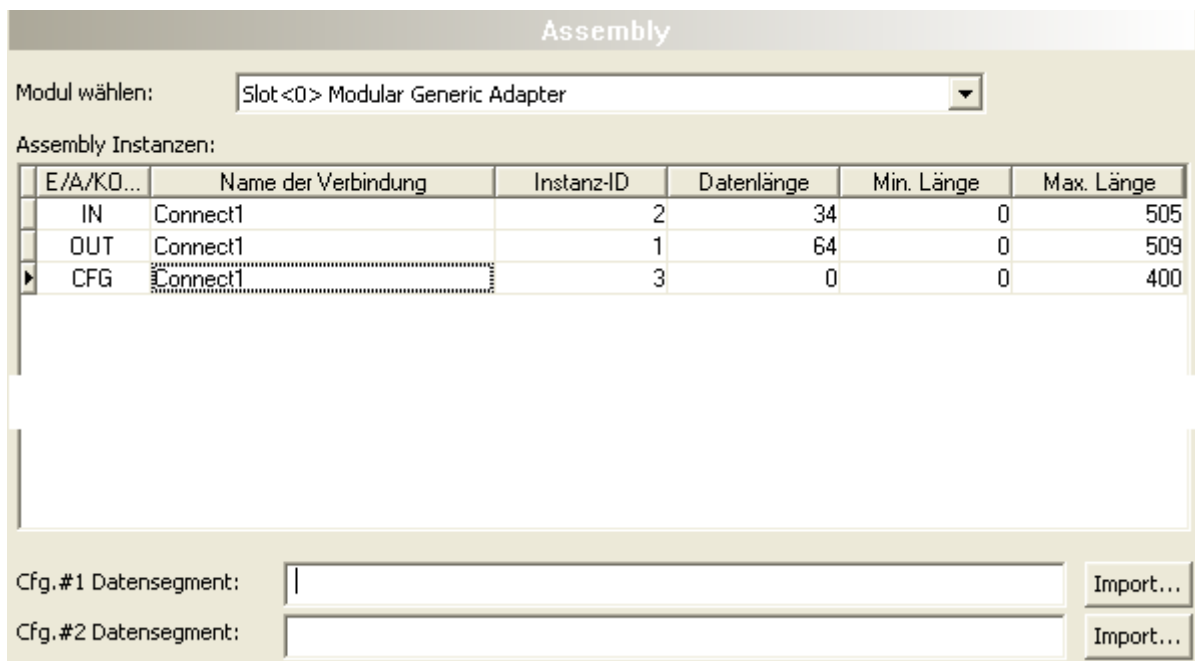 Assembly
Modul wählen: Slot<0> Modular Generic Adapter
Assembly Instanzen:
E/A/KO... Name der Verbindung Instanz-ID Datenlänge Min. Länge Max. Länge
IN Connect1 2 34 0 505
OUT Connect1 1 64 0 509
CFG Connect1 3 0 0 400
Cfg.#1 Datensegment: Import...
Cfg.#2 Datensegment: Import...